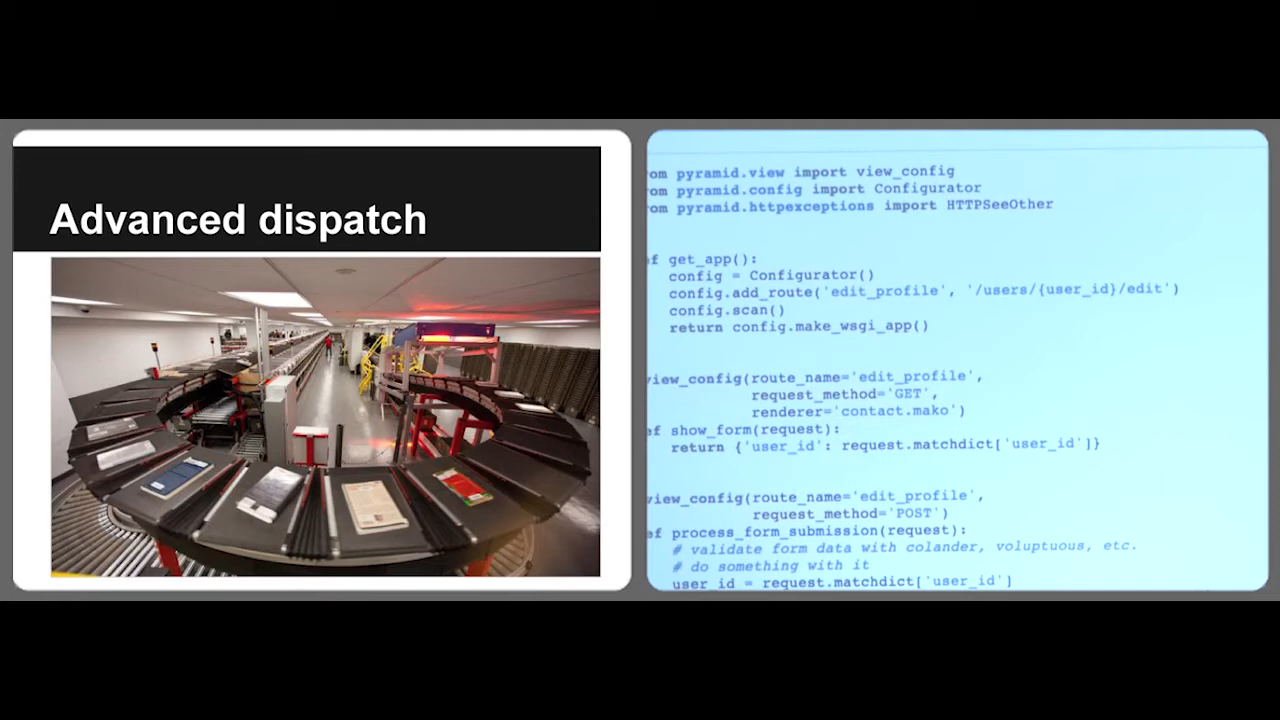 Advanced dispatch
om pyramid.view import view_config
om pyramid.config import Configurator
om pyramid.httpexceptions import HTTPSeeOther
ef get_app():
config = Configurator()
config.add_route('edit_profile', '/users/{user_id}/edit')
config.scan()
return config.make_wsgi_app()
view_config(route_name='edit_profile',
request_method='GET',
renderer='contact.mako')
ef show_form(request):
return {'user_id': request.matchdict['user_id']}
view_config(route_name='edit_profile',
request_method='POST')
ef process_form_submission(request):
# validate form data with colander, voluptuous, etc.
# do something with it
user_id = request.matchdict['user_id']